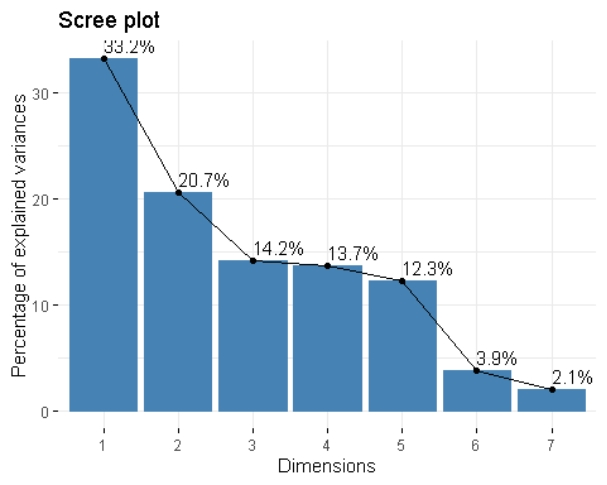 Scree plot
33.2%
20.7%
14.2%
13.7%
12.3%
3.9%
2.1%
Percentage of explained variances
30
20
10
0
1 2 3 4 5 6 7
Dimensions